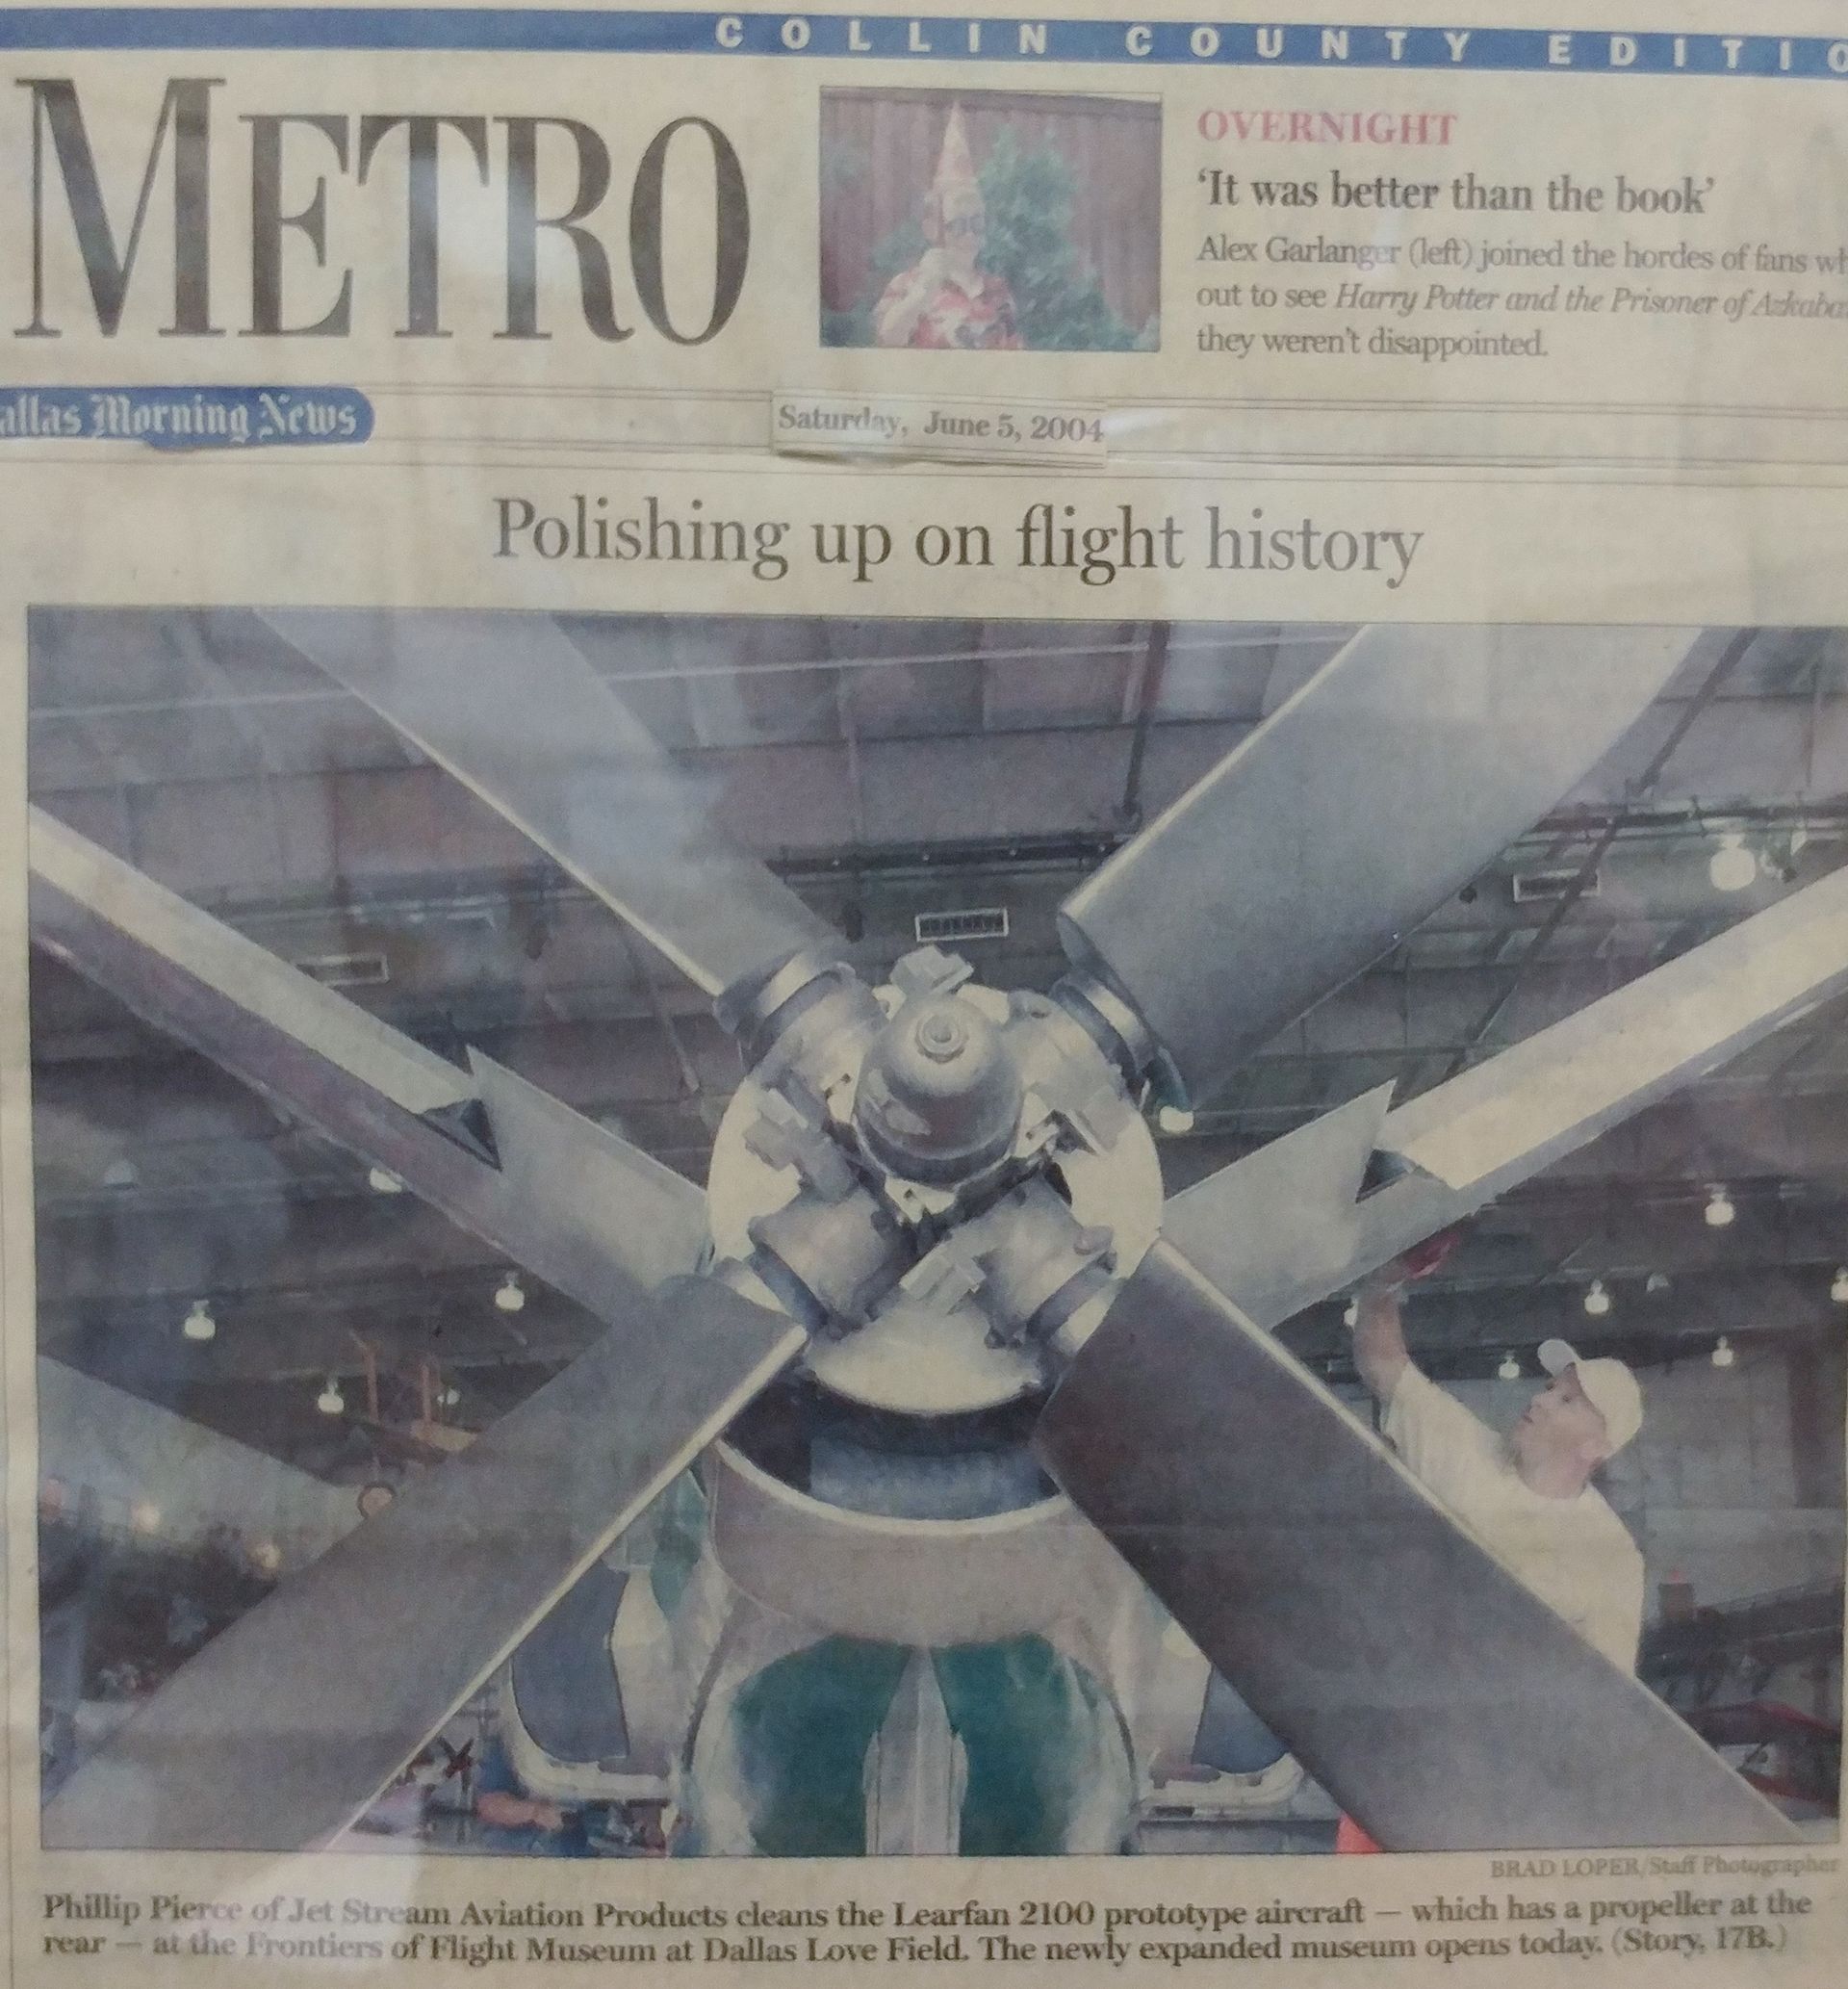 COLLIN COUNTY EDITIO
METRO
OVERNIGHT
‘It was better than the book’
Alex Garlanger (left) joined the hordes of fans wh
out to see Harry Potter and the Prisoner of Azkaba
they weren't disappointed.
allas Morning News
Saturday, June 5, 2004
Polishing up on flight history
BRAD LOPER/Staff Photographer
Phillip Pierce of Jet Stream Aviation Products cleans the Learfan 2100 prototype aircraft — which has a propeller at the
rear — at the Frontiers of Flight Museum at Dallas Love Field. The newly expanded museum opens today. (Story, 17B.)